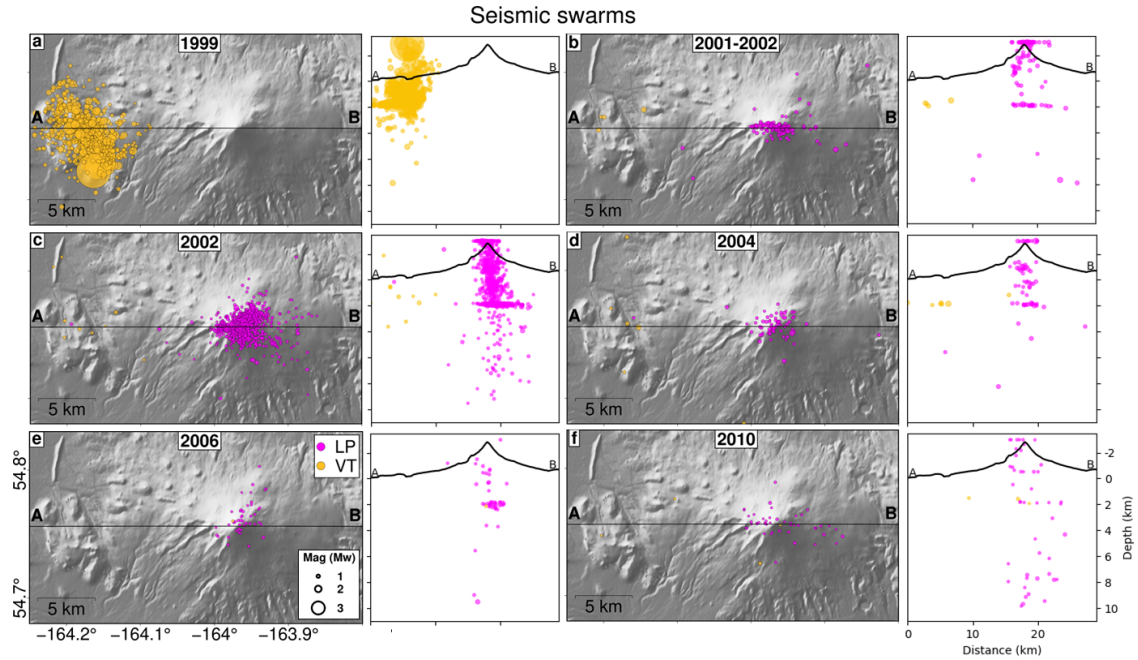 Seismic swarms
a
1999
A
B
5 km
A
B
b
2001-2002
A
B
5 km
A
B
c
2002
A
B
5 km
A
B
d
2004
A
B
5 km
A
B
e
2006
LP
VT
A
B
Mag (Mw)
1
2
3
5 km
A
B
54.8°
54.7°
−164.2° −164.1° −164° −163.9°
f
2010
A
B
5 km
A
B
-2
0
2
4
6
8
10
Depth (km)
0 10 20
Distance (km)